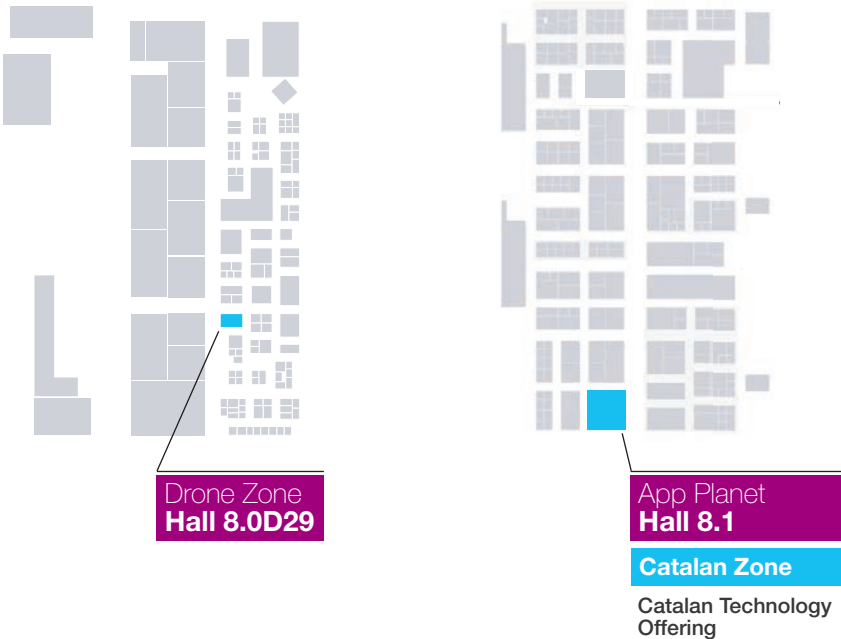 Drone Zone
Hall 8.0D29
App Planet
Hall 8.1
Catalan Zone
Catalan Technology
Offering